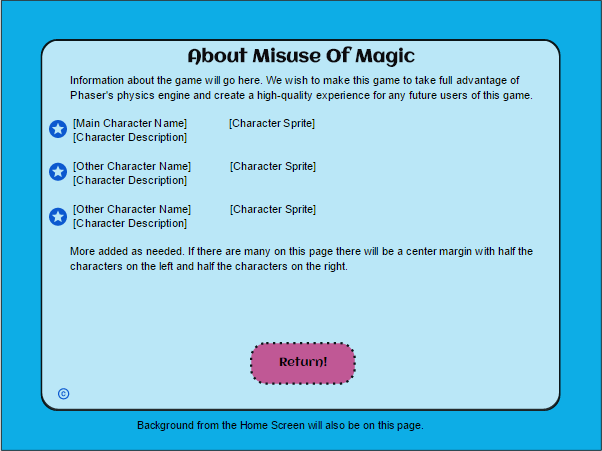 About Misuse Of Magic
Information about the game will go here. We wish to make this game to take full advantage of
Phaser's physics engine and create a high-quality experience for any future users of this game.
[Main Character Name] [Character Sprite]
[Character Description]
[Other Character Name] [Character Sprite]
[Character Description]
[Other Character Name] [Character Sprite]
[Character Description]
More added as needed. If there are many on this page there will be a center margin with half the
characters on the left and half the characters on the right.
Return!
©
Background from the Home Screen will also be on this page.